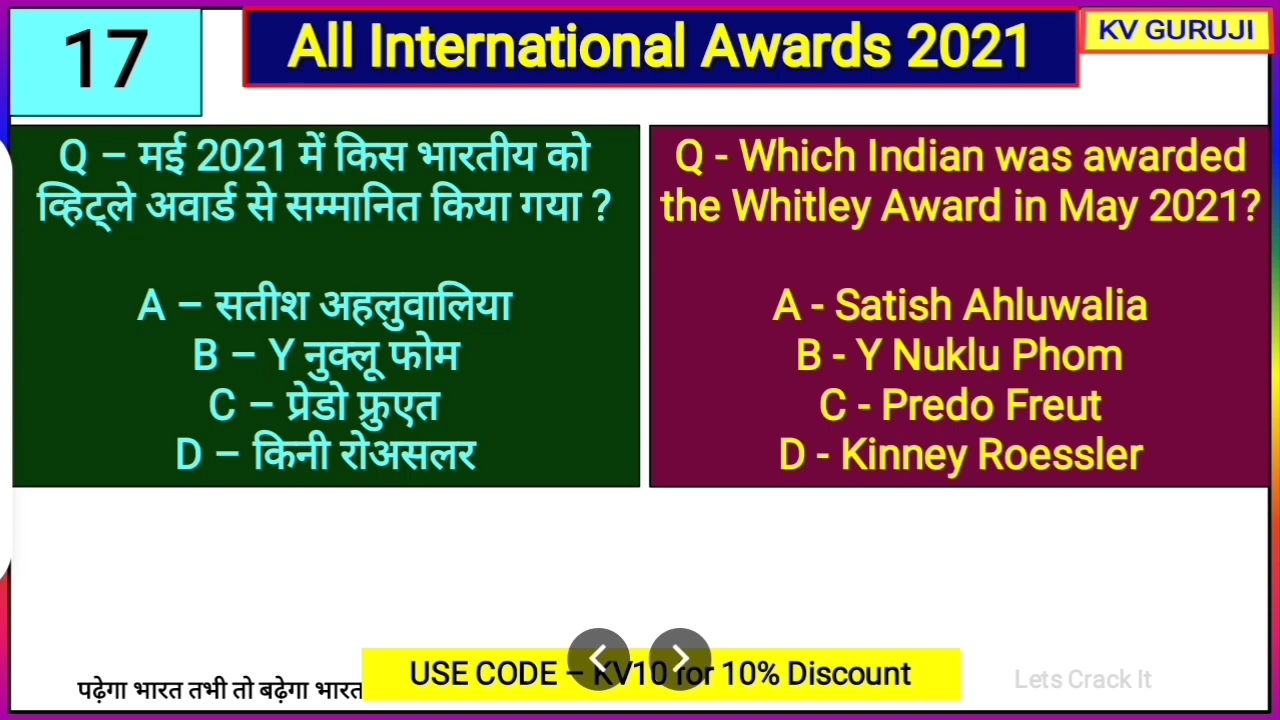 17
All International Awards 2021
KV GURUJI
Q – मई 2021 में किस भारतीय को
व्हिट्ले अवार्ड से सम्मानित किया गया ?
A – सतीश अहलुवालिया
B – Y नुक्लू फोम
C – प्रेडो फ्रुएत
D – किनी रोअसलर
Q - Which Indian was awarded
the Whitley Award in May 2021?
A - Satish Ahluwalia
B - Y Nuklu Phom
C - Predo Freut
D - Kinney Roessler
पढ़ेगा भारत तभी तो बढ़ेगा भारत
USE CODE – KV10 for 10% Discount
Lets Crack It